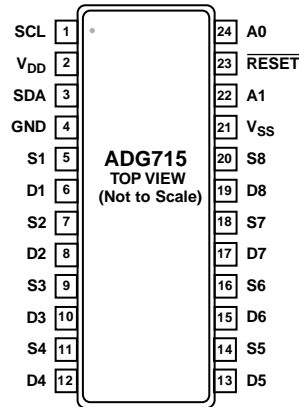 SCL 1 24 A0
VDD 2 23 RESET
SDA 3 22 A1
GND 4 21 VSS
S1 5 ADG715 20 S8
D1 6 TOP VIEW 19 D8
(Not to Scale)
S2 7 18 S7
D2 8 17 D7
S3 9 16 S6
D3 10 15 D6
S4 11 14 S5
D4 12 13 D5